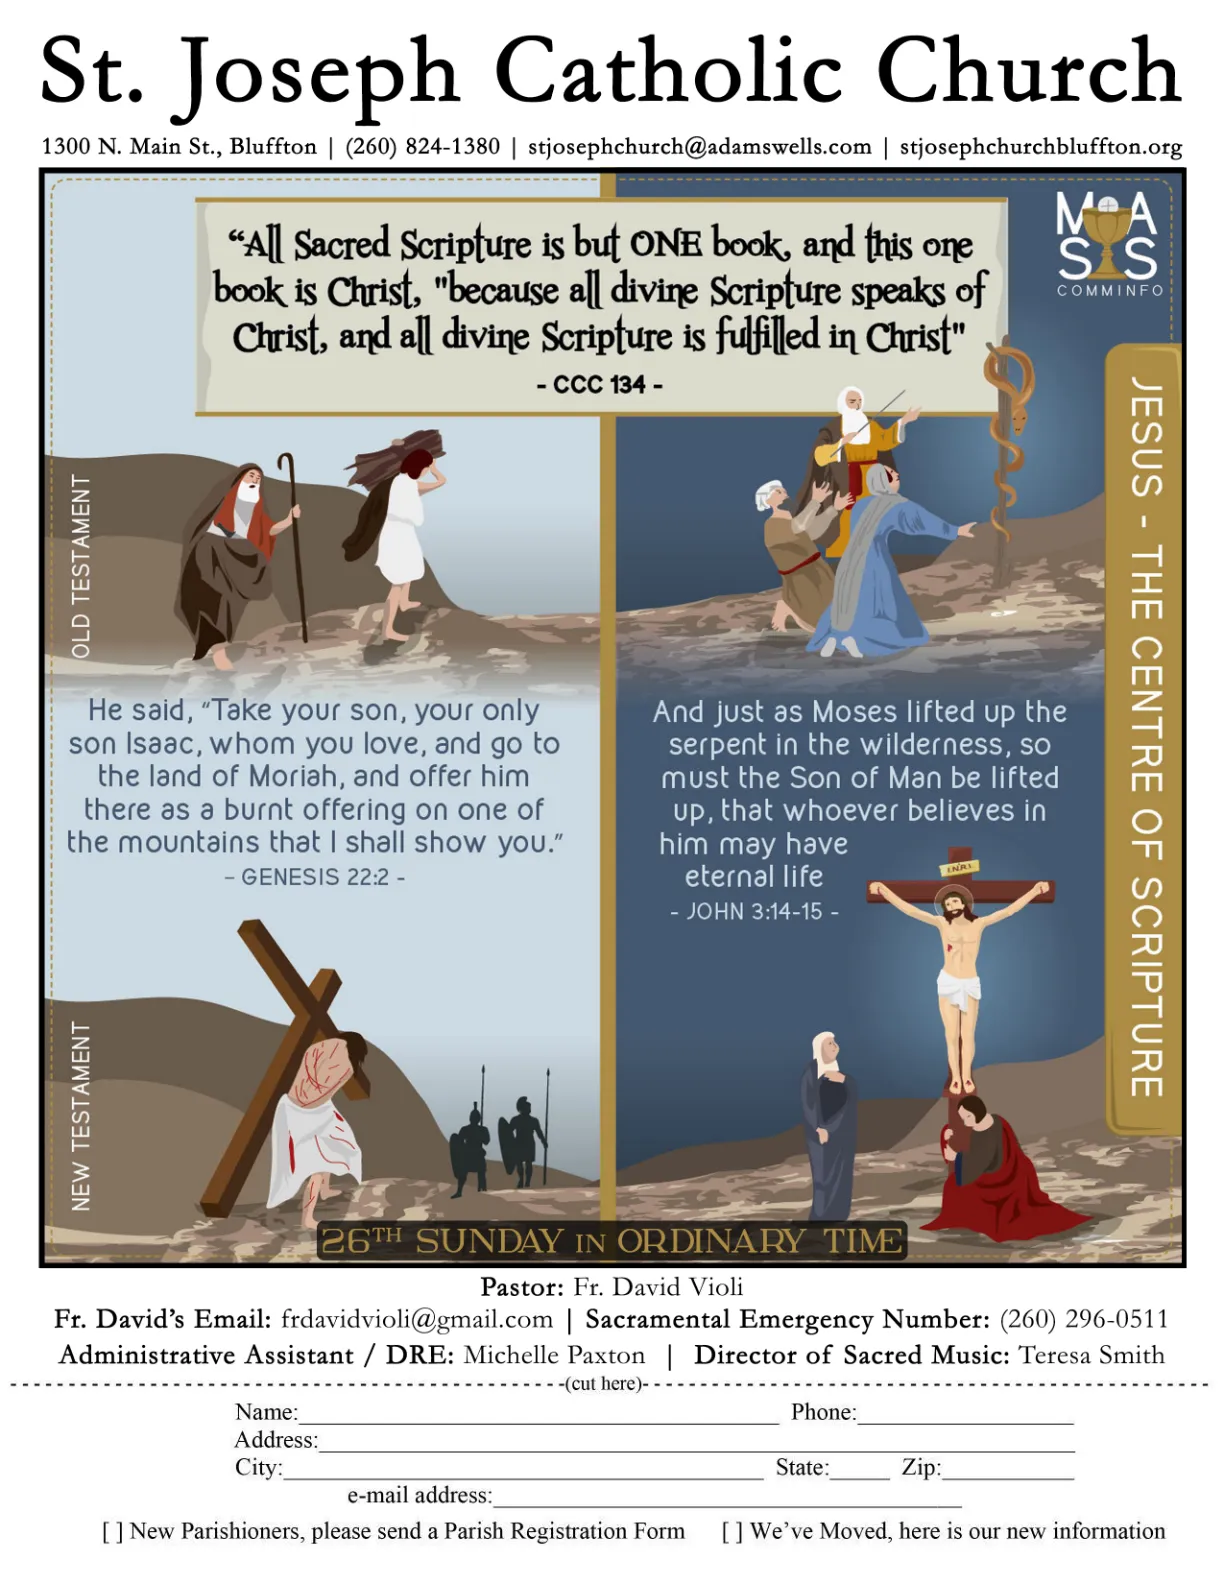 St. Joseph Catholic Church
1300 N. Main St., Bluffton | (260) 824-1380 | stjosephchurch@adamswells.com | stjosephchurchbluffton.org
“All Sacred Scripture is but ONE book, and this one
book is Christ, "because all divine Scripture speaks of
Christ, and all divine Scripture is fulfilled in Christ"
- CCC 134 -
MASS
COMMINFO
JESUS - THE CENTRE OF SCRIPTURE
OLD TESTAMENT
He said, “Take your son, your only
son Isaac, whom you love, and go to
the land of Moriah, and offer him
there as a burnt offering on one of
the mountains that I shall show you.”
– GENESIS 22:2 -
And just as Moses lifted up the
serpent in the wilderness, so
must the Son of Man be lifted
up, that whoever believes in
him may have
eternal life
- JOHN 3:14-15 -
I.N.R.I.
NEW TESTAMENT
26TH SUNDAY IN ORDINARY TIME
Pastor: Fr. David Violi
Fr. David’s Email: frdavidvioli@gmail.com | Sacramental Emergency Number: (260) 296-0511
Administrative Assistant / DRE: Michelle Paxton | Director of Sacred Music: Teresa Smith
(cut here)
Name: Phone:
Address:
City: State: Zip:
e-mail address:
[ ] New Parishioners, please send a Parish Registration Form [ ] We’ve Moved, here is our new information